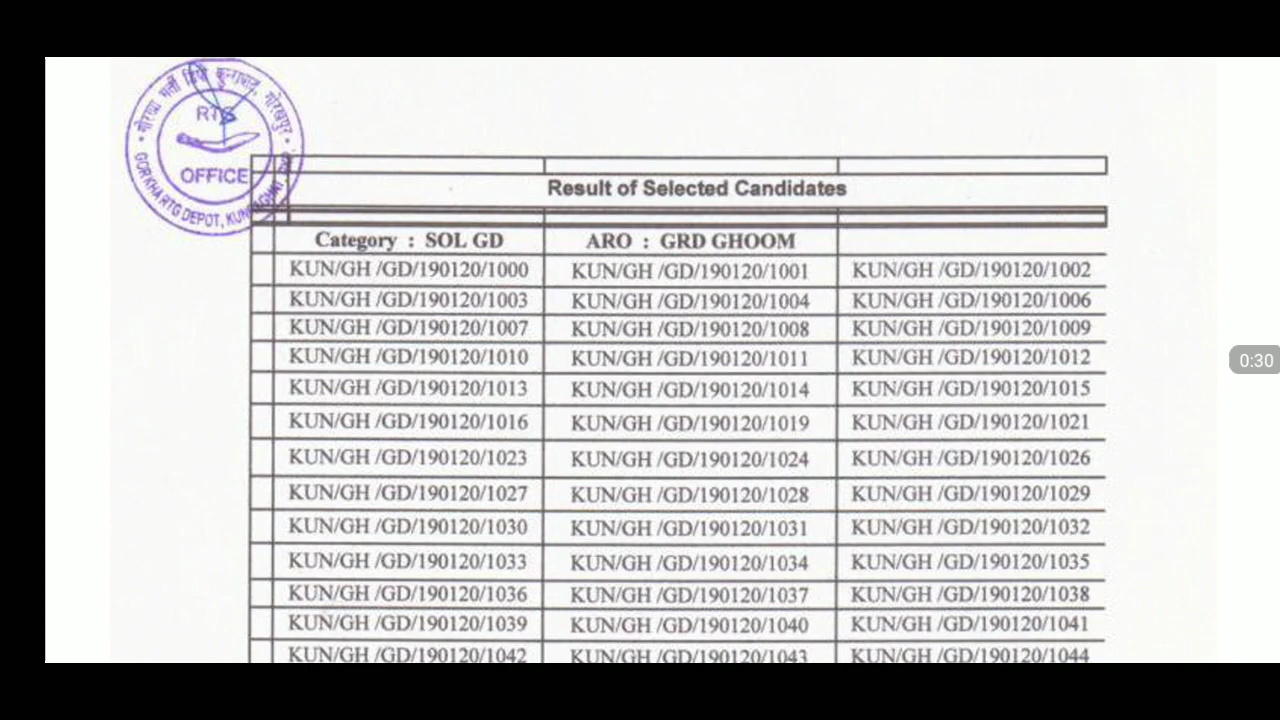 गोरखा भर्ती डिपो कुनराघाट, गोरखपुर
RTG
OFFICE
GORKHA RTG DEPOT,
Result of Selected Candidates
Category : SOL GD ARO : GRD GHOOM
KUN/GH /GD/190120/1000 KUN/GH /GD/190120/1001 KUN/GH /GD/190120/1002
KUN/GH /GD/190120/1003 KUN/GH /GD/190120/1004 KUN/GH /GD/190120/1006
KUN/GH /GD/190120/1007 KUN/GH /GD/190120/1008 KUN/GH /GD/190120/1009
KUN/GH /GD/190120/1010 KUN/GH /GD/190120/1011 KUN/GH /GD/190120/1012
KUN/GH /GD/190120/1013 KUN/GH /GD/190120/1014 KUN/GH /GD/190120/1015
KUN/GH /GD/190120/1016 KUN/GH /GD/190120/1019 KUN/GH /GD/190120/1021
KUN/GH /GD/190120/1023 KUN/GH /GD/190120/1024 KUN/GH /GD/190120/1026
KUN/GH /GD/190120/1027 KUN/GH /GD/190120/1028 KUN/GH /GD/190120/1029
KUN/GH /GD/190120/1030 KUN/GH /GD/190120/1031 KUN/GH /GD/190120/1032
KUN/GH /GD/190120/1033 KUN/GH /GD/190120/1034 KUN/GH /GD/190120/1035
KUN/GH /GD/190120/1036 KUN/GH /GD/190120/1037 KUN/GH /GD/190120/1038
KUN/GH /GD/190120/1039 KUN/GH /GD/190120/1040 KUN/GH /GD/190120/1041
KUN/GH /GD/190120/1042 KUN/GH /GD/190120/1043 KUN/GH /GD/190120/1044
0:30